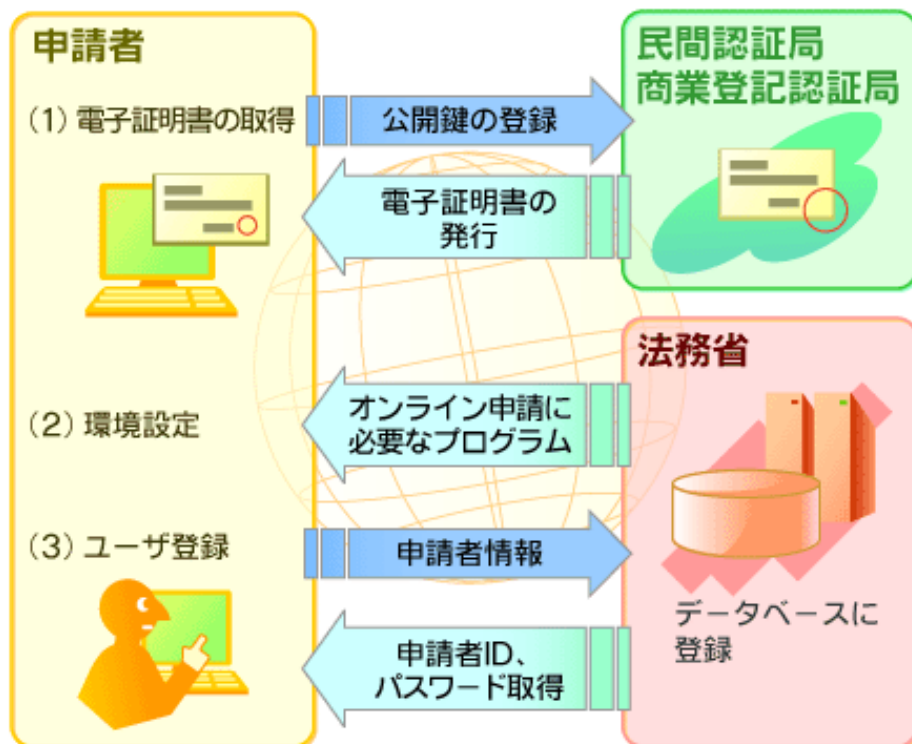 申請者
(1) 電子証明書の取得
公開鍵の登録
民間認証局
商業登記認証局
電子証明書の
発行
法務省
(2) 環境設定
オンライン申請に
必要なプログラム
(3) ユーザ登録
申請者情報
データベースに
登録
申請者ID、
パスワード取得